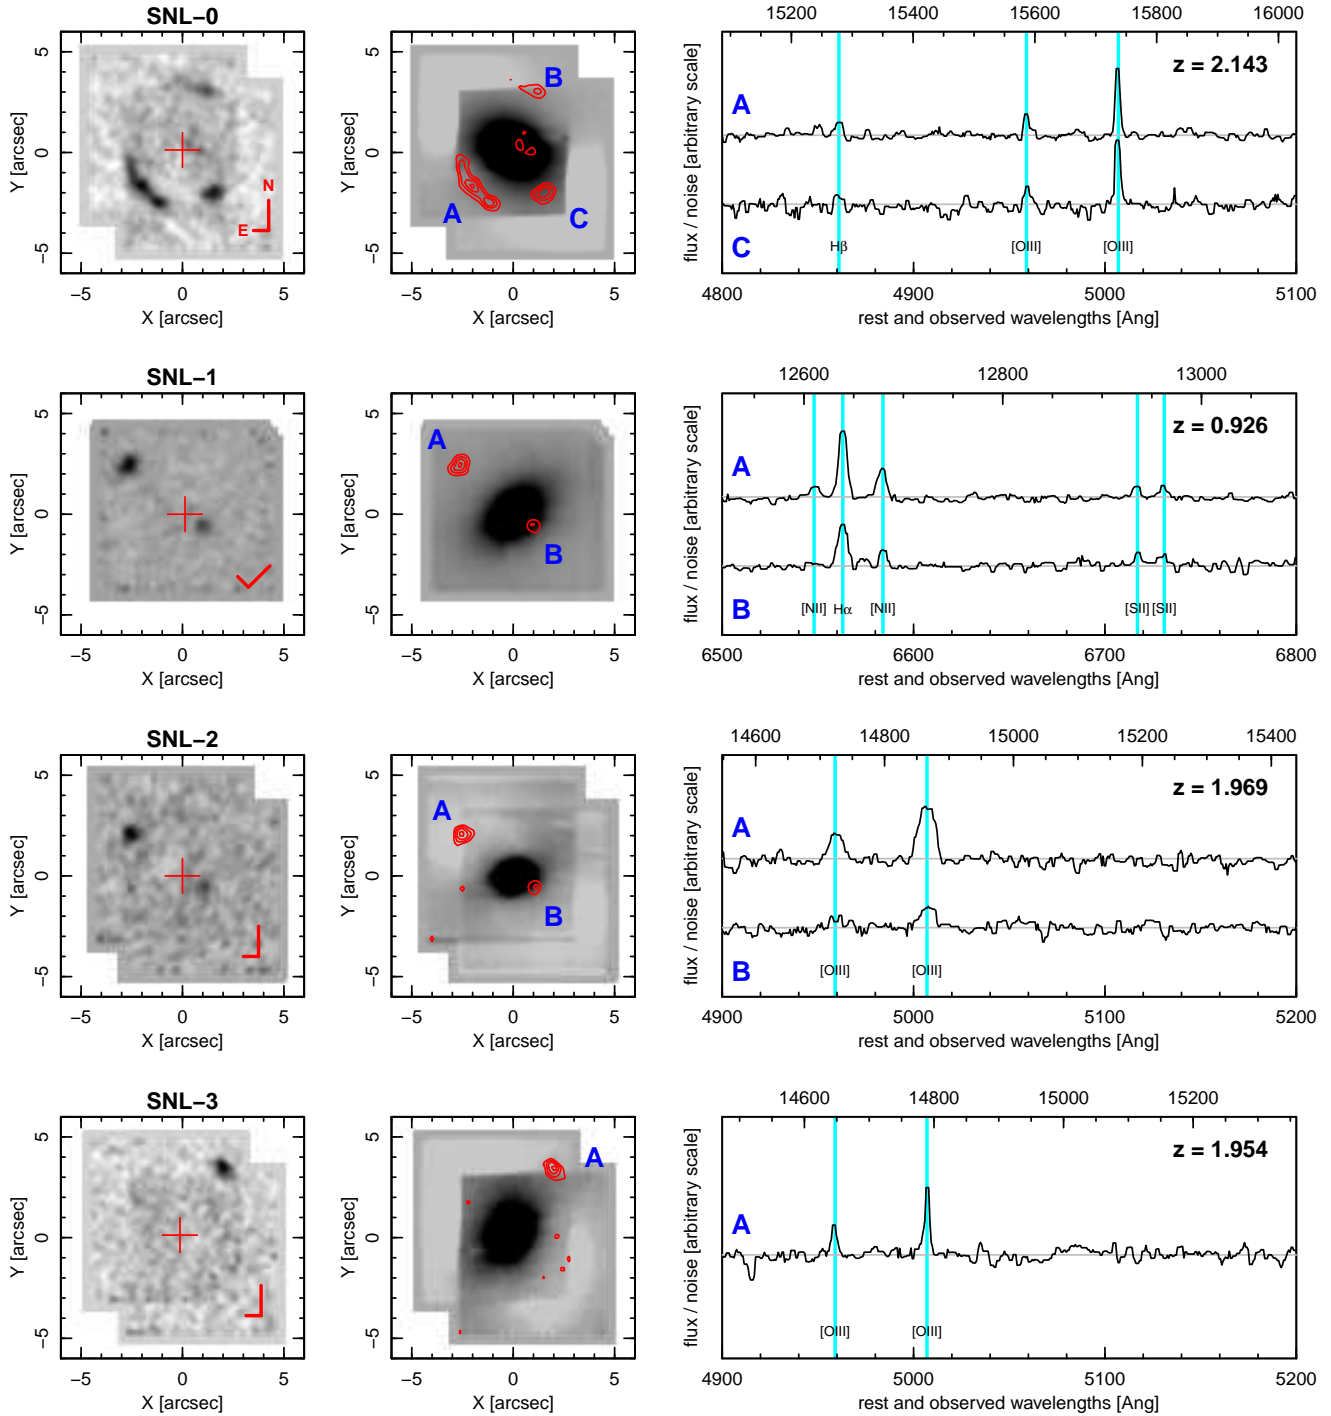 SNL−0
5
0
−5
Y [arcsec]
N
E
−5 0 5
X [arcsec]
5
0
−5
Y [arcsec]
B
A
C
−5 0 5
X [arcsec]
15200 15400 15600 15800 16000
flux / noise [arbitrary scale]
z = 2.143
A
C
Hβ [OIII] [OIII]
4800 4900 5000 5100
rest and observed wavelengths [Ang]
SNL−1
5
0
−5
Y [arcsec]
−5 0 5
X [arcsec]
5
0
−5
Y [arcsec]
A
B
−5 0 5
X [arcsec]
12600 12800 13000
flux / noise [arbitrary scale]
z = 0.926
A
B
[NII] Hα [NII] [SII] [SII]
6500 6600 6700 6800
rest and observed wavelengths [Ang]
SNL−2
5
0
−5
Y [arcsec]
−5 0 5
X [arcsec]
5
0
−5
Y [arcsec]
A
B
−5 0 5
X [arcsec]
14600 14800 15000 15200 15400
flux / noise [arbitrary scale]
z = 1.969
A
B
[OIII] [OIII]
4900 5000 5100 5200
rest and observed wavelengths [Ang]
SNL−3
5
0
−5
Y [arcsec]
−5 0 5
X [arcsec]
5
0
−5
Y [arcsec]
A
−5 0 5
X [arcsec]
14600 14800 15000 15200
flux / noise [arbitrary scale]
z = 1.954
A
[OIII] [OIII]
4900 5000 5100 5200
rest and observed wavelengths [Ang]